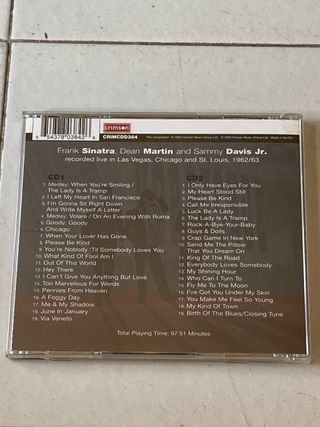 6 54378 03842
crimson
CRIMCDD384
Frank Sinatra, Dean Martin and Sammy Davis Jr.
recorded live in Las Vegas, Chicago and St. Louis, 1962/63
CD1
1. Medley: When You're Smiling /
The Lady Is A Tramp
2. I Left My Heart In San Francisco
3. I'm Gonna Sit Right Down
And Write Myself A Letter
4. Medley: Volare / On An Evening With Roma
5. Goody, Goody
6. Chicago
7. When Your Lover Has Gone
8. Please Be Kind
9. You're Nobody 'Til Somebody Loves You
10. What Kind Of Fool Am I
11. Out Of This World
12. Hey There
13. I Can't Give You Anything But Love
14. Too Marvellous For Words
15. Pennies From Heaven
16. A Foggy Day
17. Me & My Shadow
18. June In January
19. Via Veneto
CD2
1. I Only Have Eyes For You
2. My Heart Stood Still
3. Please Be Kind
4. Call Me Irresponsible
5. Luck Be A Lady
6. The Lady Is A Tramp
7. Rock-A-Bye-Your-Baby
8. Guys & Dolls
9. Crap Game In New York
10. Send Me The Pillow
That You Dream On
11. King Of The Road
12. Everybody Loves Somebody
13. My Shining Hour
14. Who Can I Turn To
15. Fly Me To The Moon
16. I've Got You Under My Skin
17. You Make Me Feel So Young
18. My Kind Of Town
19. Birth Of The Blues/Closing Tune
Total Playing Time: 97.51 Minutes